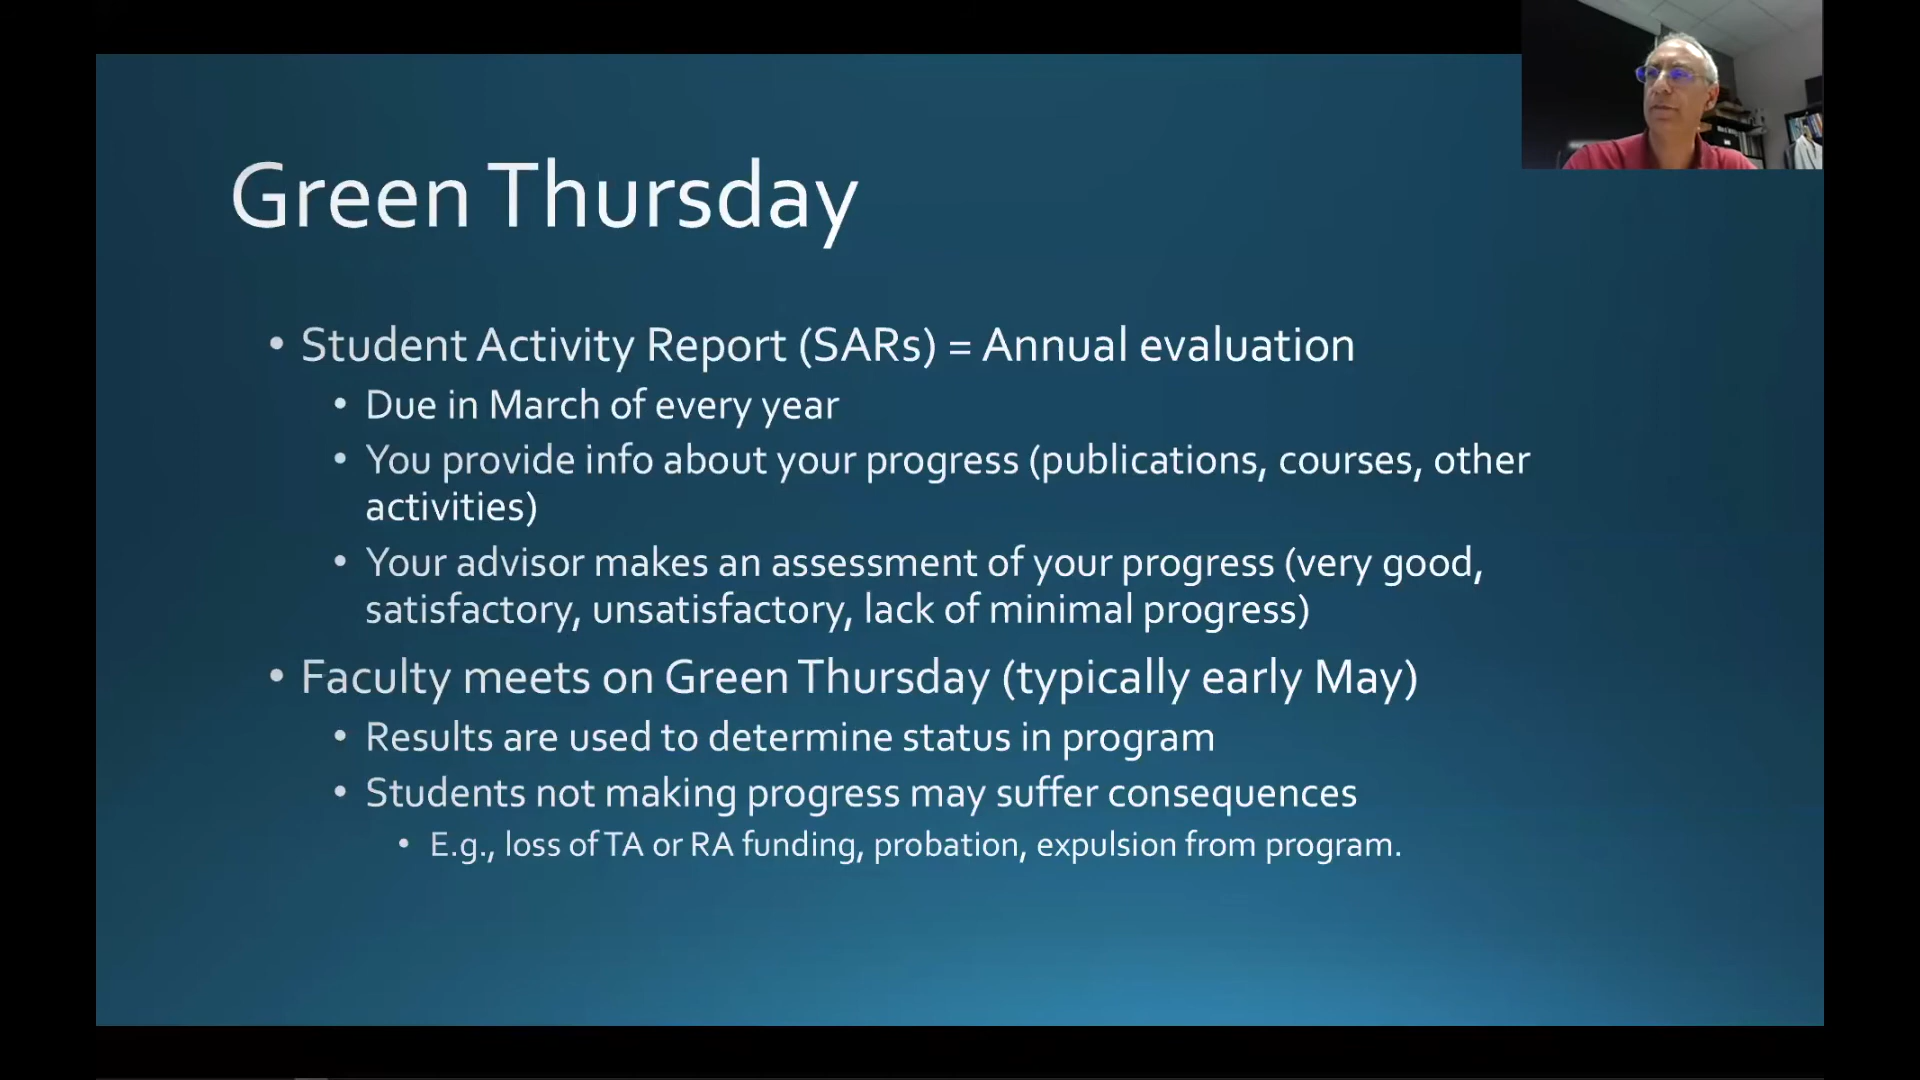 Green Thursday
• Student Activity Report (SARs) = Annual evaluation
• Due in March of every year
• You provide info about your progress (publications, courses, other
activities)
• Your advisor makes an assessment of your progress (very good,
satisfactory, unsatisfactory, lack of minimal progress)
• Faculty meets on Green Thursday (typically early May)
• Results are used to determine status in program
• Students not making progress may suffer consequences
• E.g., loss of TA or RA funding, probation, expulsion from program.